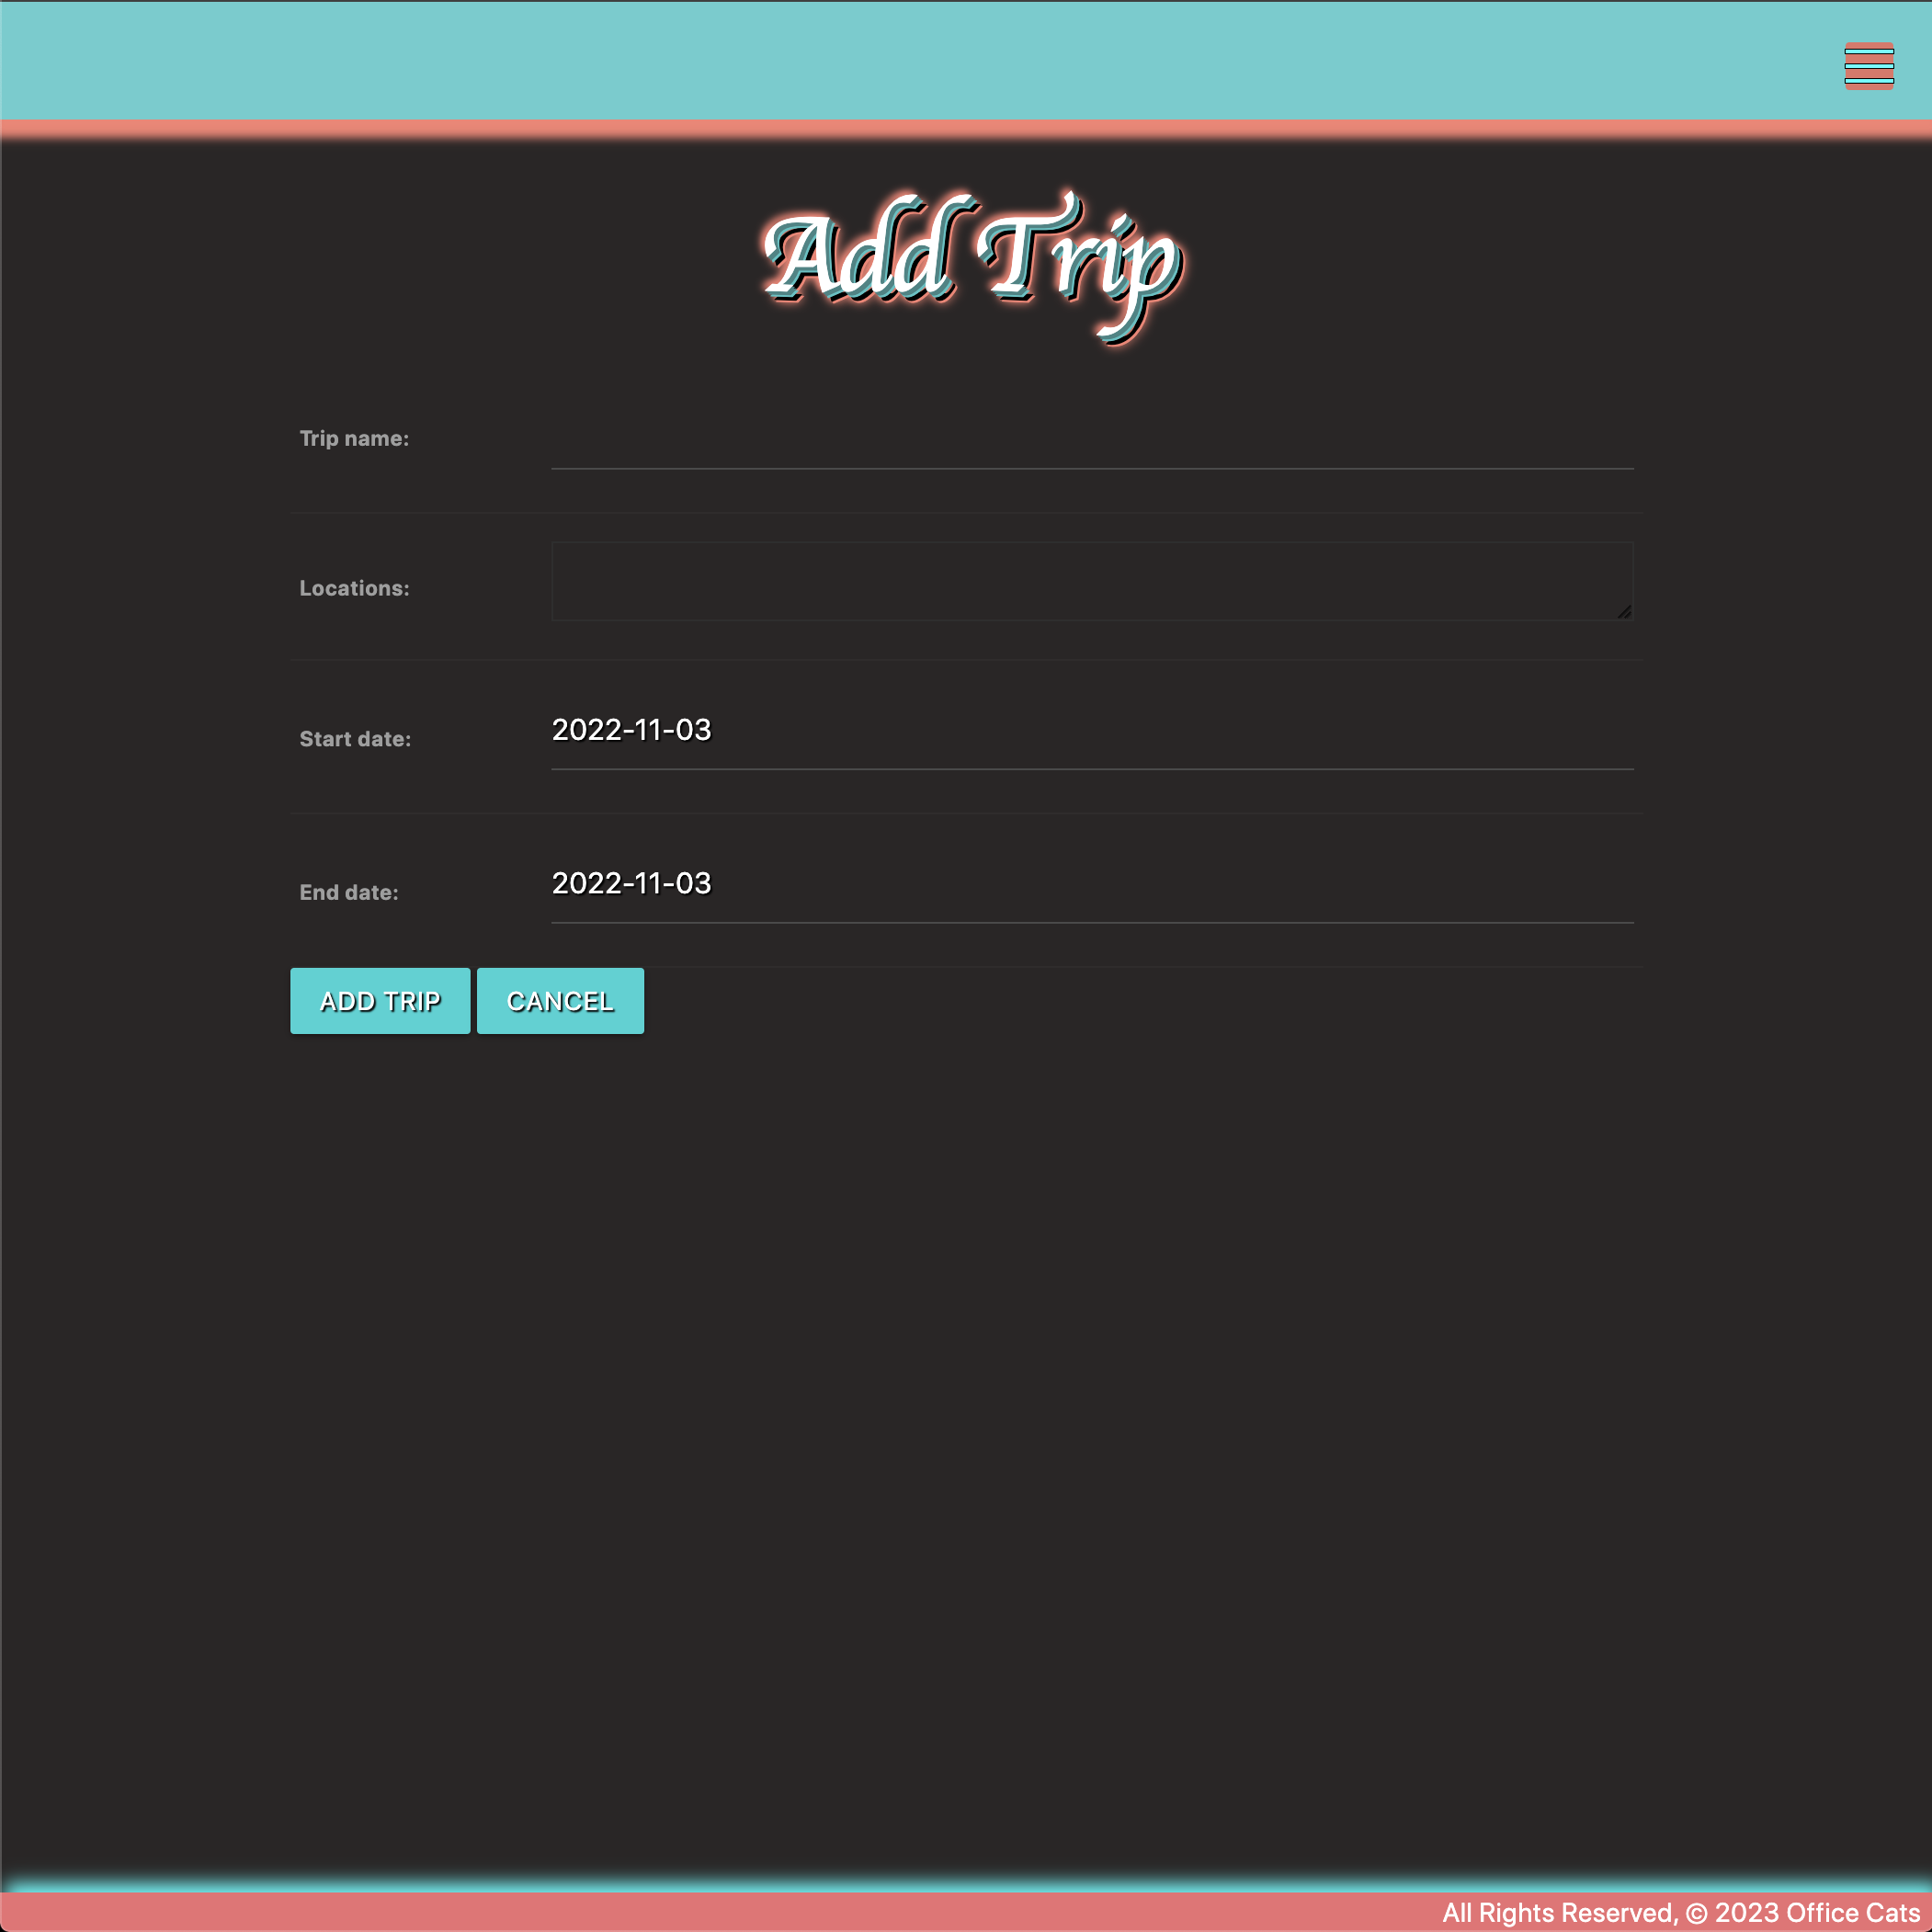 Add Trip
Trip name:
Locations:
Start date: 2022-11-03
End date: 2022-11-03
ADD TRIP CANCEL
All Rights Reserved, © 2023 Office Cats